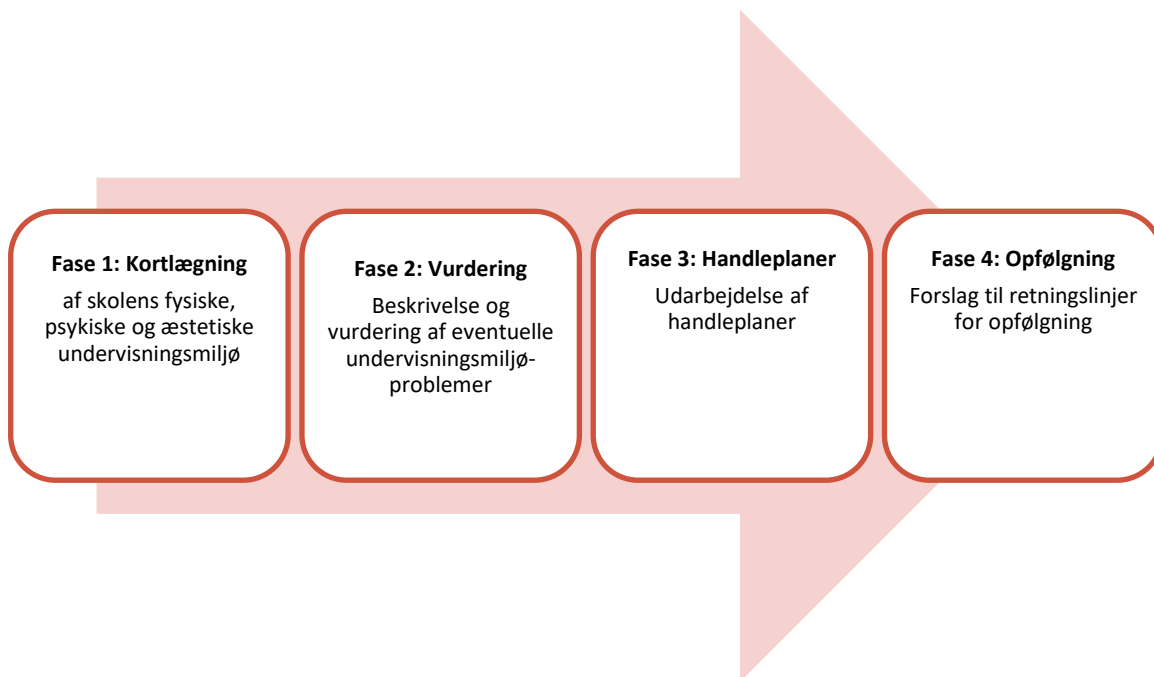 Fase 1: Kortlægning
af skolens fysiske,
psykiske og æstetiske
undervisningsmiljø
Fase 2: Vurdering
Beskrivelse og
vurdering af eventuelle
undervisningsmiljø-
problemer
Fase 3: Handleplaner
Udarbejdelse af
handleplaner
Fase 4: Opfølgning
Forslag til retningslinjer
for opfølgning